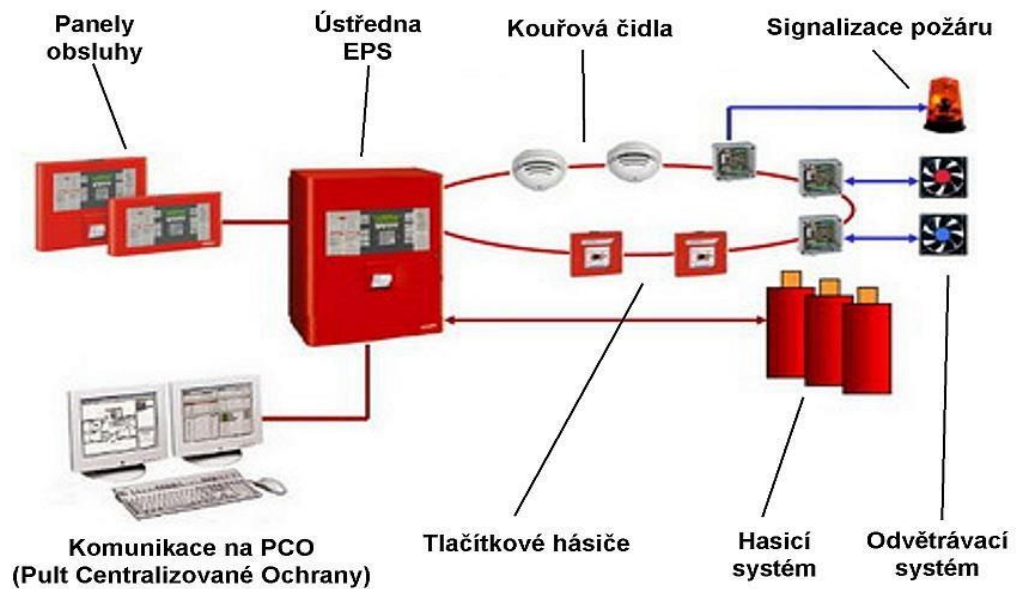 Panely
obsluhy
Ústředna
EPS
Kouřová čidla
Signalizace požáru
Komunikace na PCO
(Pult Centralizované Ochrany)
Tlačítkové hásiče
Hasicí
systém
Odvětrávací
systém